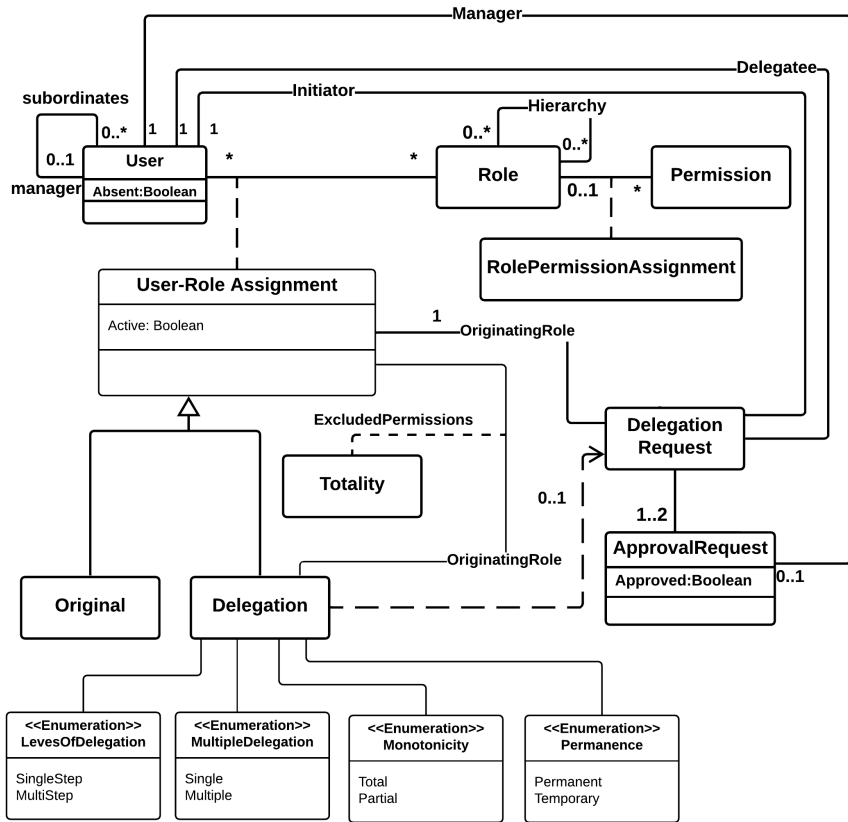 Manager
Delegatee
Initiator
subordinates
Hierarchy
0..*
1
1
1
0..*
0..*
0..1
User
*
*
Role
0..1
*
Permission
manager
Absent:Boolean
RolePermissionAssignment
User-Role Assignment
Active: Boolean
1
OriginatingRole
ExcludedPermissions
Delegation
Request
Totality
0..1
1..2
OriginatingRole
ApprovalRequest
0..1
Approved:Boolean
Original
Delegation
<<Enumeration>>
LevesOfDelegation
SingleStep
MultiStep
<<Enumeration>>
MultipleDelegation
Single
Multiple
<<Enumeration>>
Monotonicity
Total
Partial
<<Enumeration>>
Permanence
Permanent
Temporary